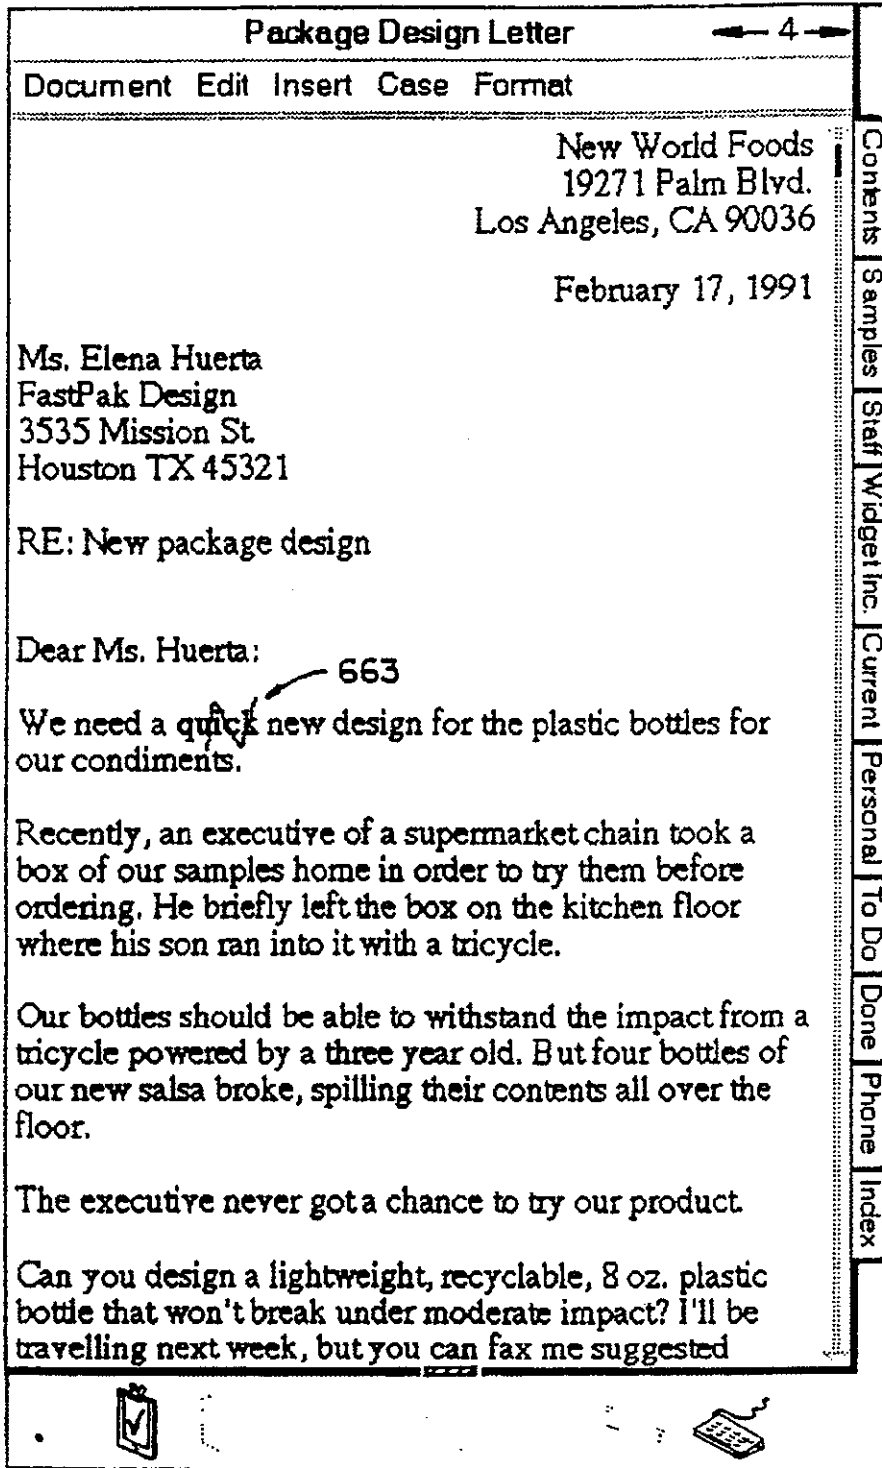 Package Design Letter
4
Document Edit Insert Case Format
New World Foods
19271 Palm Blvd.
Los Angeles, CA 90036
February 17, 1991
Ms. Elena Huerta
FastPak Design
3535 Mission St.
Houston TX 45321
RE: New package design
Dear Ms. Huerta:
663
We need a quick new design for the plastic bottles for
our condiments.
Recently, an executive of a supermarket chain took a
box of our samples home in order to try them before
ordering. He briefly left the box on the kitchen floor
where his son ran into it with a tricycle.
Our bottles should be able to withstand the impact from a
tricycle powered by a three year old. But four bottles of
our new salsa broke, spilling their contents all over the
floor.
The executive never got a chance to try our product.
Can you design a lightweight, recyclable, 8 oz. plastic
bottle that won't break under moderate impact? I'll be
travelling next week, but you can fax me suggested
Contents
Samples
Staff
Widget Inc.
Current
Personal
To Do
Done
Phone
Index